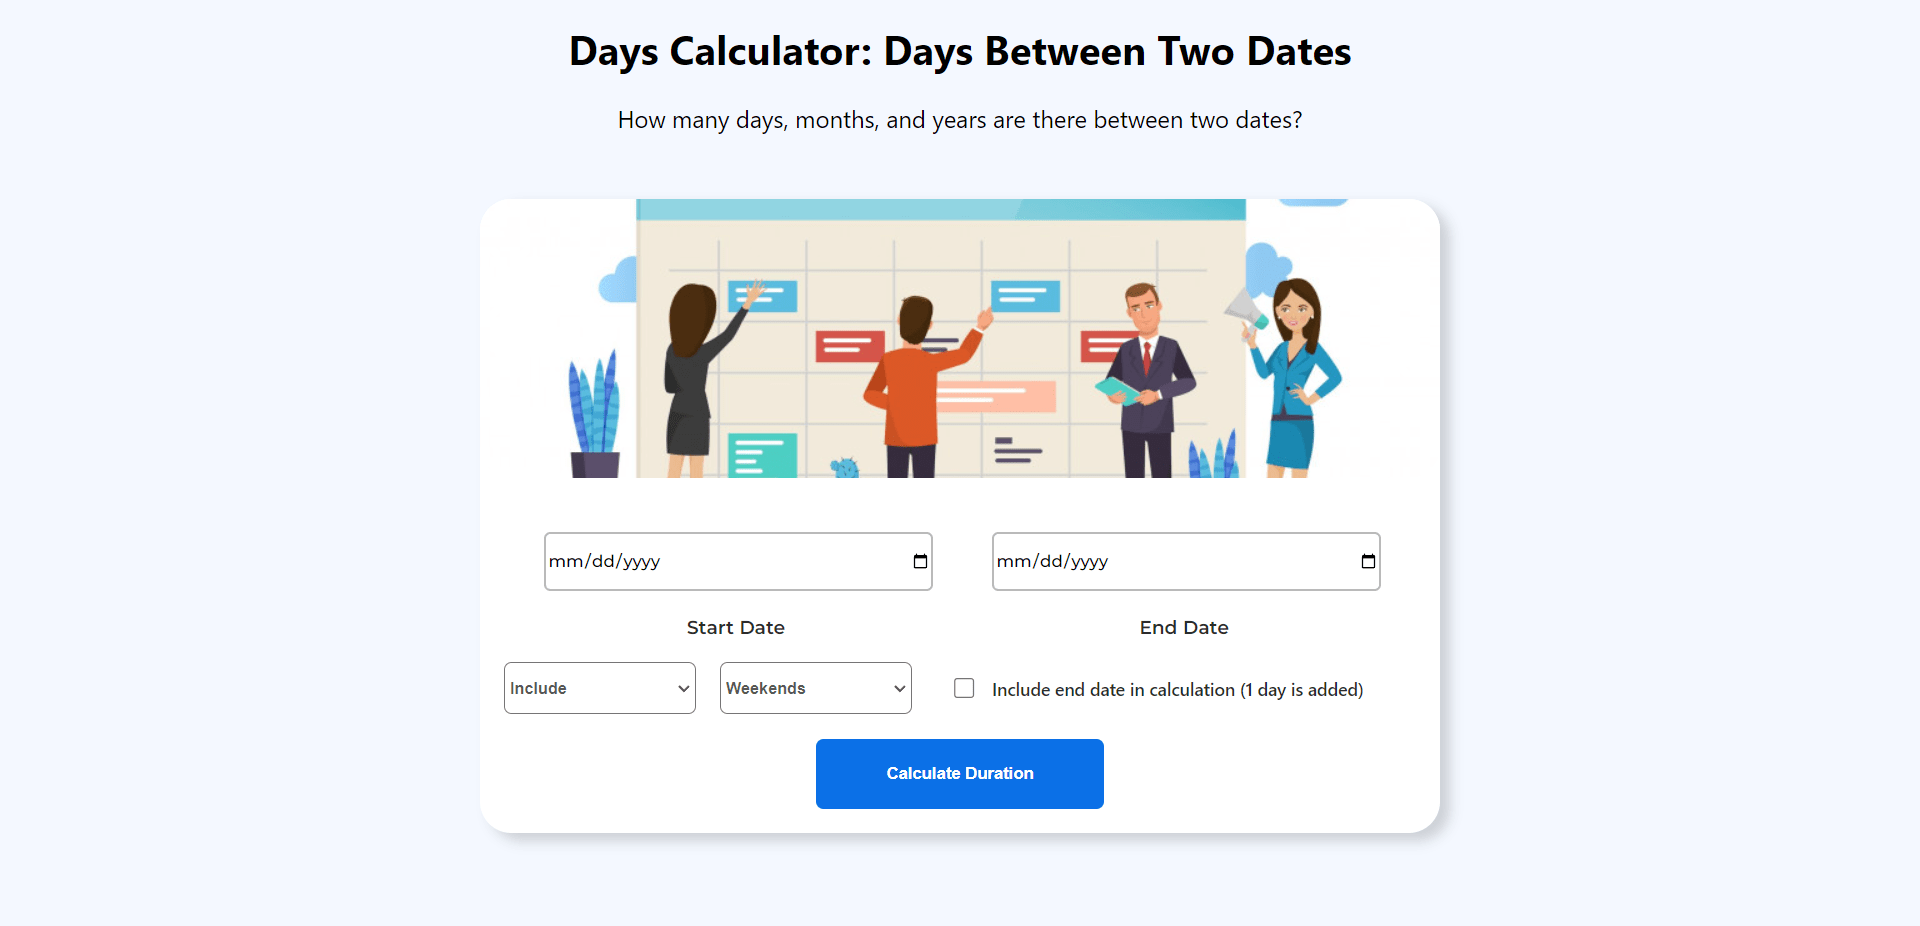 Days Calculator: Days Between Two Dates
How many days, months, and years are there between two dates?
mm/dd/yyyy
mm/dd/yyyy
Start Date
End Date
Include
Weekends
Include end date in calculation (1 day is added)
Calculate Duration